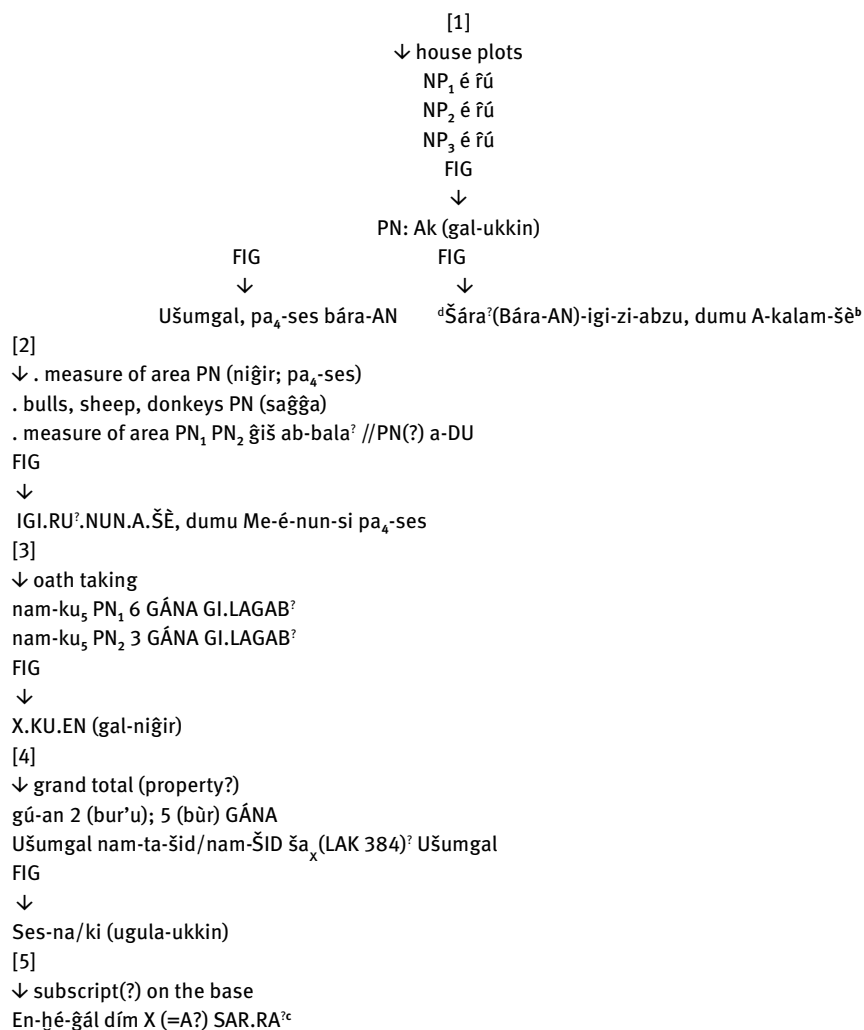 [1]
↓ house plots
NP₁ é r̂ú
NP₂ é r̂ú
NP₃ é r̂ú
FIG
↓
PN: Ak (gal-ukkin)
FIG FIG
↓ ↓
Ušumgal, pa₄-ses bára-AN ᵈŠára?(Bára-AN)-igi-zi-abzu, dumu A-kalam-šèᵇ
[2]
↓ . measure of area PN (niĝir; pa₄-ses)
. bulls, sheep, donkeys PN (saĝĝa)
. measure of area PN₁ PN₂ ĝiš ab-bala? //PN(?) a-DU
FIG
↓
IGI.RU?.NUN.A.ŠÈ, dumu Me-é-nun-si pa₄-ses
[3]
↓ oath taking
nam-ku₅ PN₁ 6 GÁNA GI.LAGAB?
nam-ku₅ PN₂ 3 GÁNA GI.LAGAB?
FIG
↓
X.KU.EN (gal-niĝir)
[4]
↓ grand total (property?)
gú-an 2 (bur’u); 5 (bùr) GÁNA
Ušumgal nam-ta-šid/nam-ŠID šaₓ(LAK 384)? Ušumgal
FIG
↓
Ses-na/ki (ugula-ukkin)
[5]
↓ subscript(?) on the base
En-ḫé-ĝál dím X (=A?) SAR.RA?ᶜ